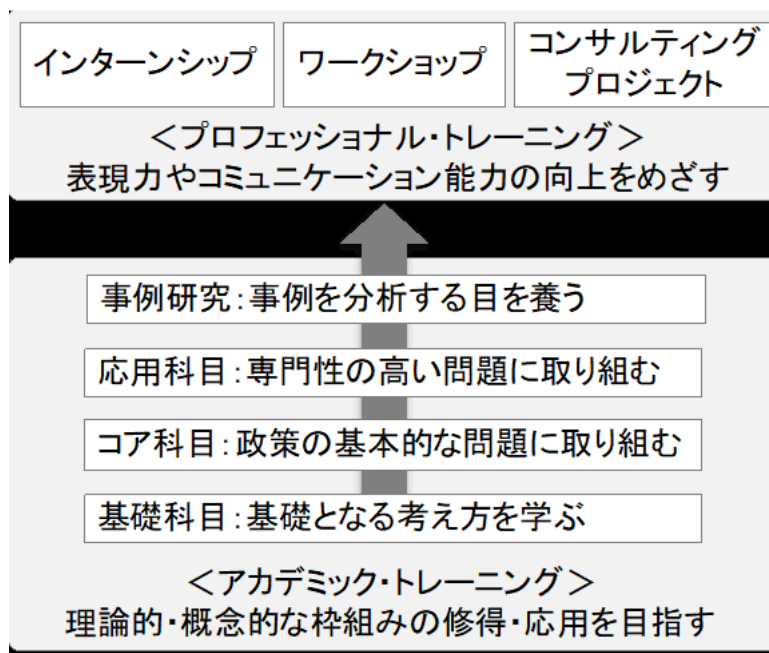 インターンシップ
ワークショップ
コンサルティング
プロジェクト
＜プロフェッショナル・トレーニング＞
表現力やコミュニケーション能力の向上をめざす
事例研究：事例を分析する目を養う
応用科目：専門性の高い問題に取り組む
コア科目：政策の基本的な問題に取り組む
基礎科目：基礎となる考え方を学ぶ
＜アカデミック・トレーニング＞
理論的・概念的な枠組みの修得・応用を目指す